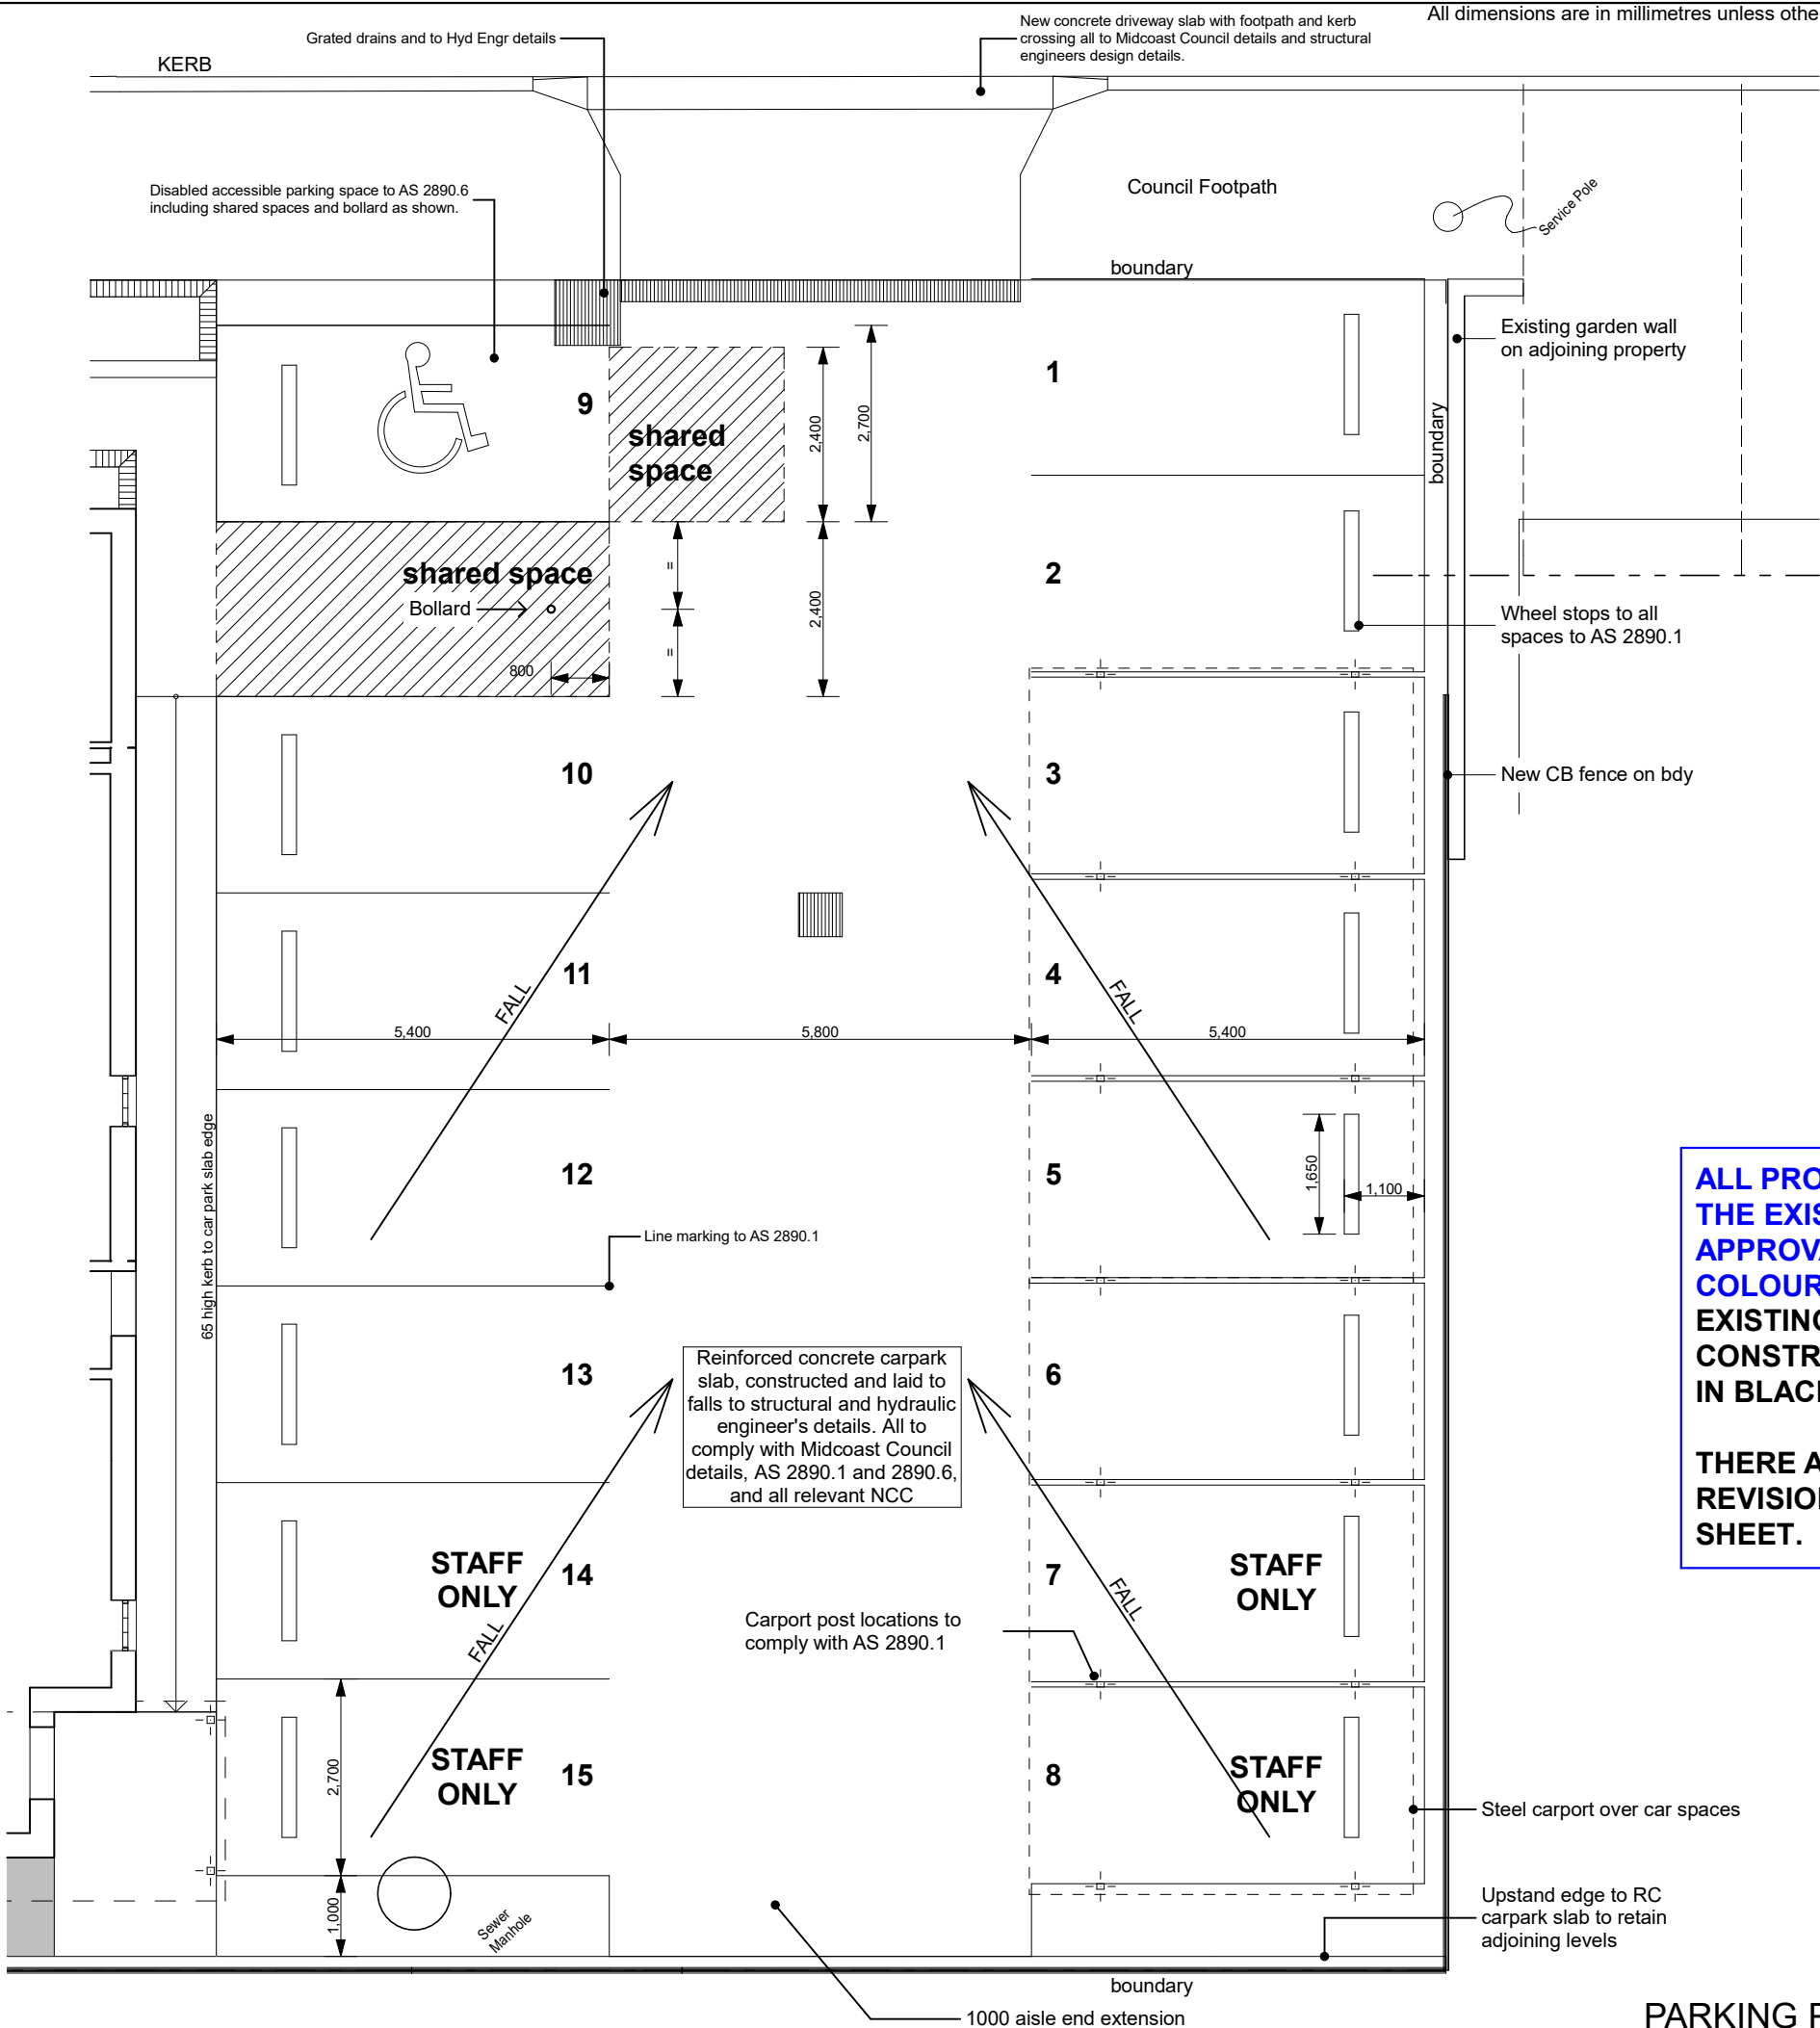 All dimensions are in millimetres unless othe
New concrete driveway slab with footpath and kerb
crossing all to Midcoast Council details and structural
engineers design details.
Grated drains and to Hyd Engr details
KERB
Disabled accessible parking space to AS 2890.6
including shared spaces and bollard as shown.
Council Footpath
Service Pole
boundary
Existing garden wall
on adjoining property
boundary
1
9
shared
space
2,400
2,700
2
shared space
Bollard
=
=
2,400
800
Wheel stops to all
spaces to AS 2890.1
10
3
New CB fence on bdy
11
4
FALL
FALL
5,400
5,800
5,400
65 high kerb to car park slab edge
12
5
1,650
1,100
Line marking to AS 2890.1
ALL PRO
THE EXIS
APPROVA
COLOUR
EXISTING
CONSTR
IN BLAC
THERE A
REVISION
SHEET.
13
6
Reinforced concrete carpark
slab, constructed and laid to
falls to structural and hydraulic
engineer's details. All to
comply with Midcoast Council
details, AS 2890.1 and 2890.6,
and all relevant NCC
STAFF
ONLY
14
7
STAFF
ONLY
FALL
FALL
Carport post locations to
comply with AS 2890.1
2,700
STAFF
ONLY
15
8
STAFF
ONLY
Steel carport over car spaces
1,000
Sewer
Manhole
Upstand edge to RC
carpark slab to retain
adjoining levels
boundary
1000 aisle end extension
PARKING